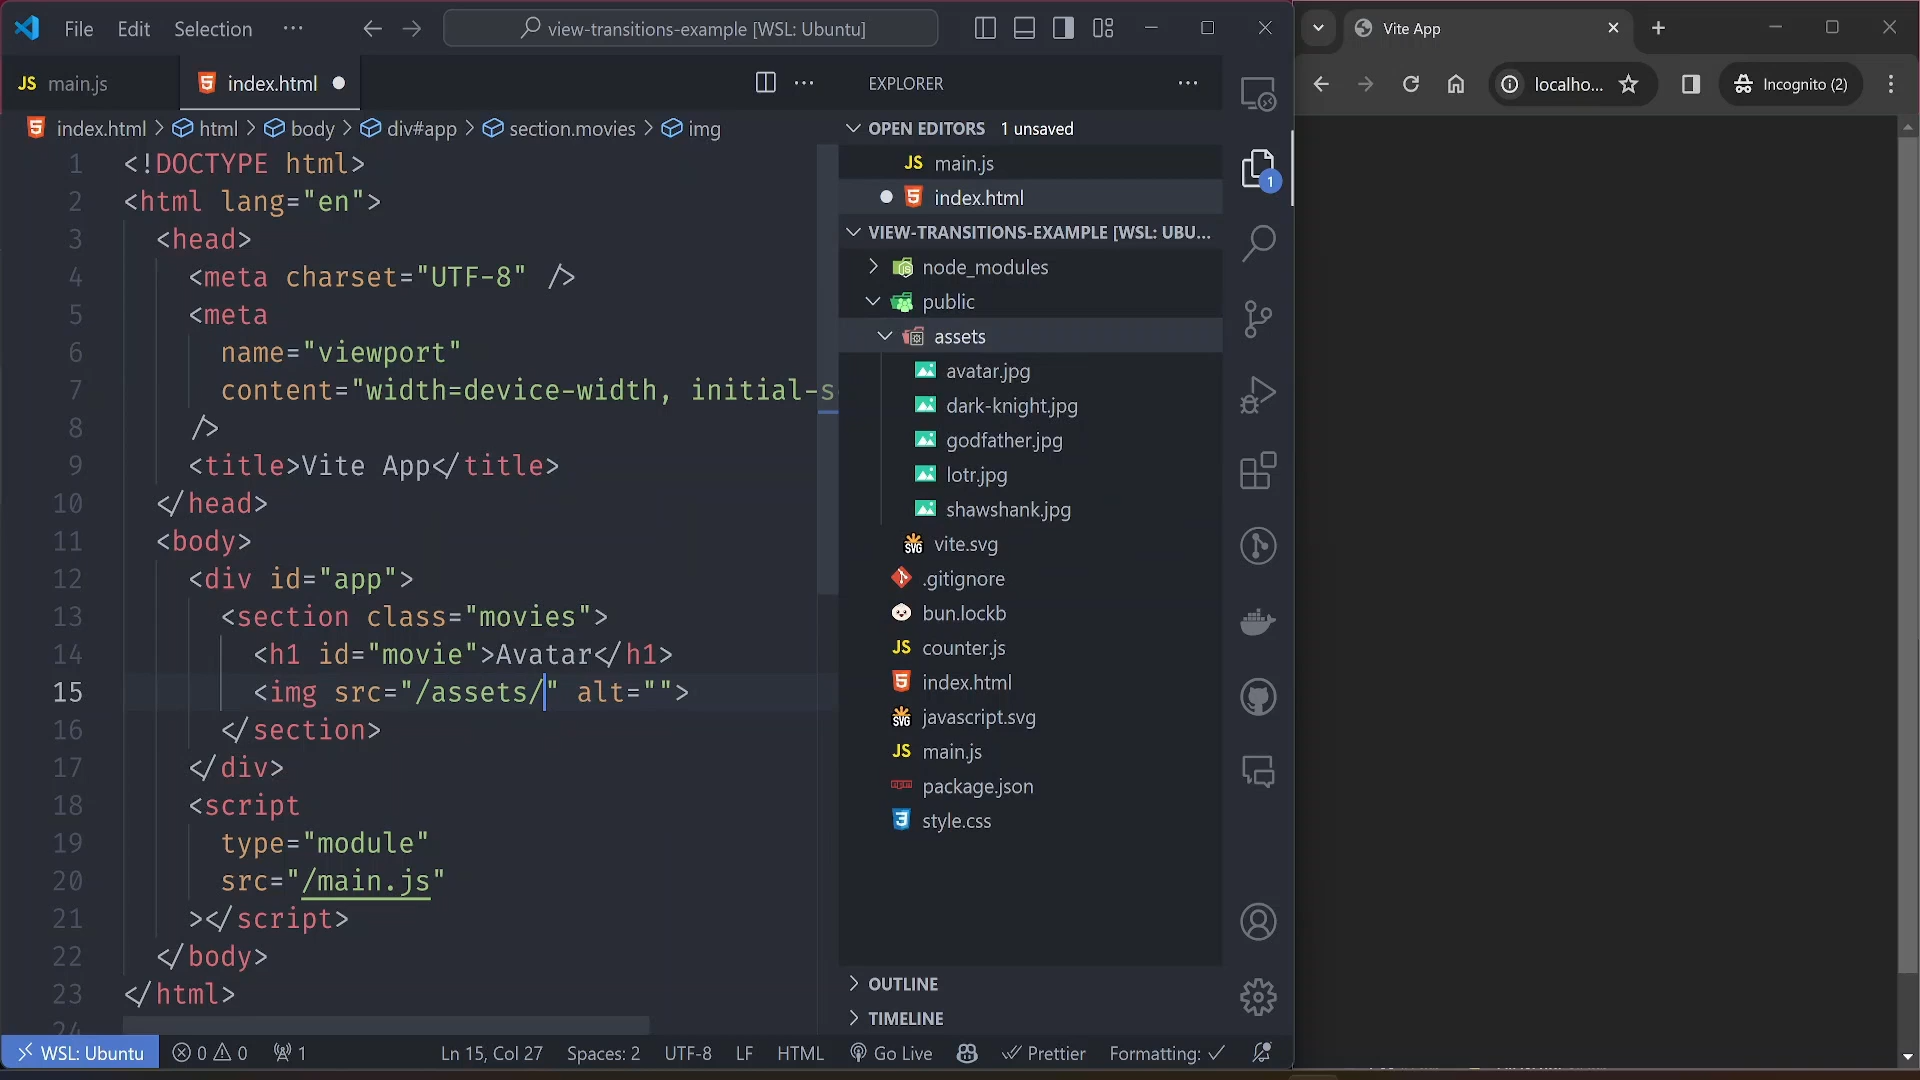 File Edit Selection ··· view-transitions-example [WSL: Ubuntu]
JS main.js index.html
index.html > html > body > div#app > section.movies > img
1 <!DOCTYPE html>
2 <html lang="en">
3 <head>
4 <meta charset="UTF-8" />
5 <meta
6 name="viewport"
7 content="width=device-width, initial-s
8 />
9 <title>Vite App</title>
10 </head>
11 <body>
12 <div id="app">
13 <section class="movies">
14 <h1 id="movie">Avatar</h1>
15 <img src="/assets/" alt="">
16 </section>
17 </div>
18 <script
19 type="module"
20 src="/main.js"
21 ></script>
22 </body>
23 </html>
24
EXPLORER
OPEN EDITORS 1 unsaved
JS main.js
index.html
VIEW-TRANSITIONS-EXAMPLE [WSL: UBU...
node_modules
public
assets
avatar.jpg
dark-knight.jpg
godfather.jpg
lotr.jpg
shawshank.jpg
SVG vite.svg
.gitignore
bun.lockb
JS counter.js
index.html
SVG javascript.svg
JS main.js
package.json
style.css
OUTLINE
TIMELINE
1
WSL: Ubuntu 0 0 1 Ln 15, Col 27 Spaces: 2 UTF-8 LF HTML Go Live Prettier Formatting: ✓
Vite App
localho... Incognito (2)